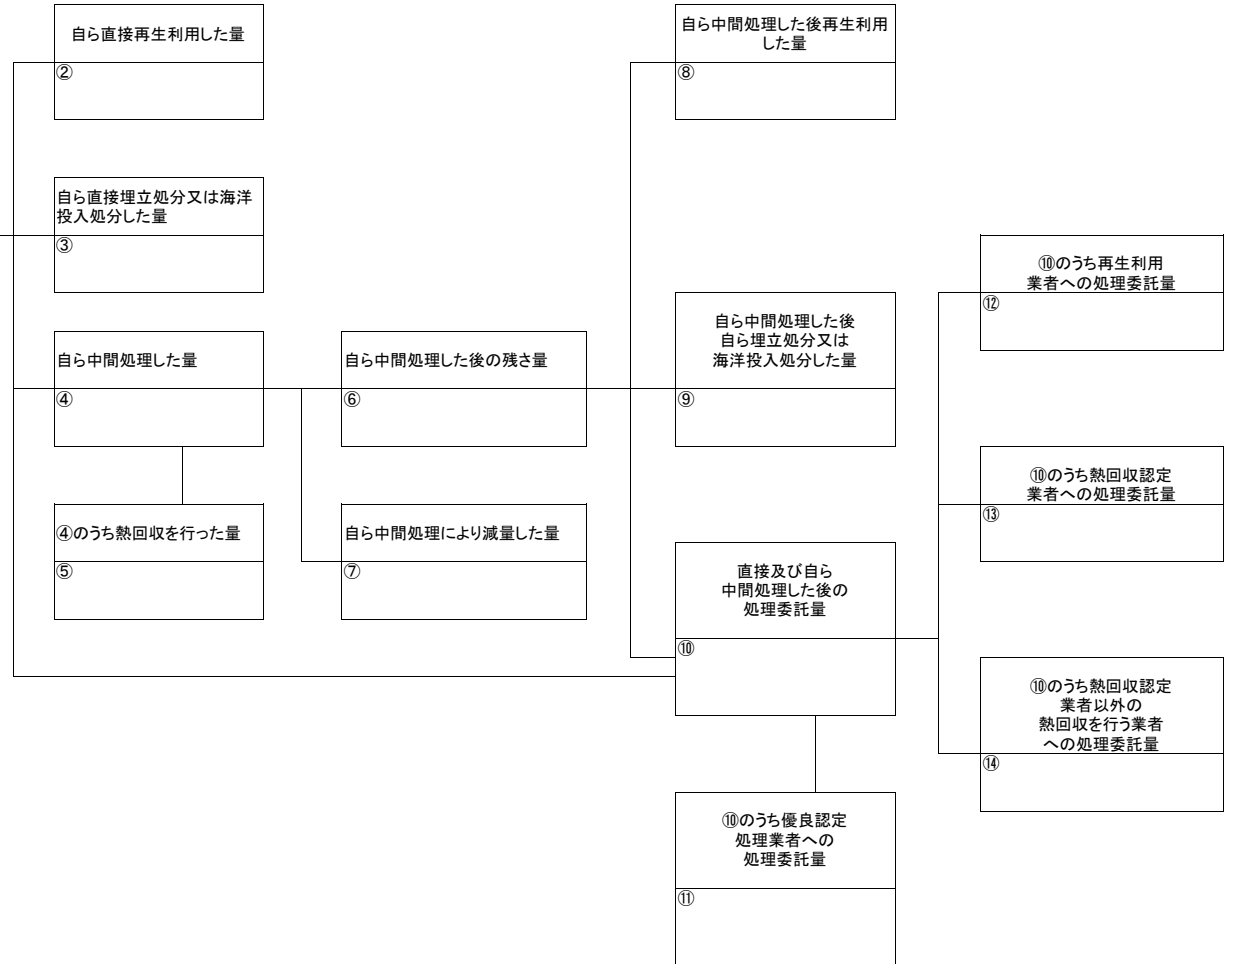 自ら直接再生利用した量
②
自ら中間処理した後再生利用
した量
⑧
自ら直接埋立処分又は海洋
投入処分した量
③
⑩のうち再生利用
業者への処理委託量
⑫
自ら中間処理した量
④
自ら中間処理した後の残さ量
⑥
自ら中間処理した後
自ら埋立処分又は
海洋投入処分した量
⑨
⑩のうち熱回収認定
業者への処理委託量
⑬
④のうち熱回収を行った量
⑤
自ら中間処理により減量した量
⑦
直接及び自ら
中間処理した後の
処理委託量
⑩
⑩のうち熱回収認定
業者以外の
熱回収を行う業者
への処理委託量
⑭
⑩のうち優良認定
処理業者への
処理委託量
⑪